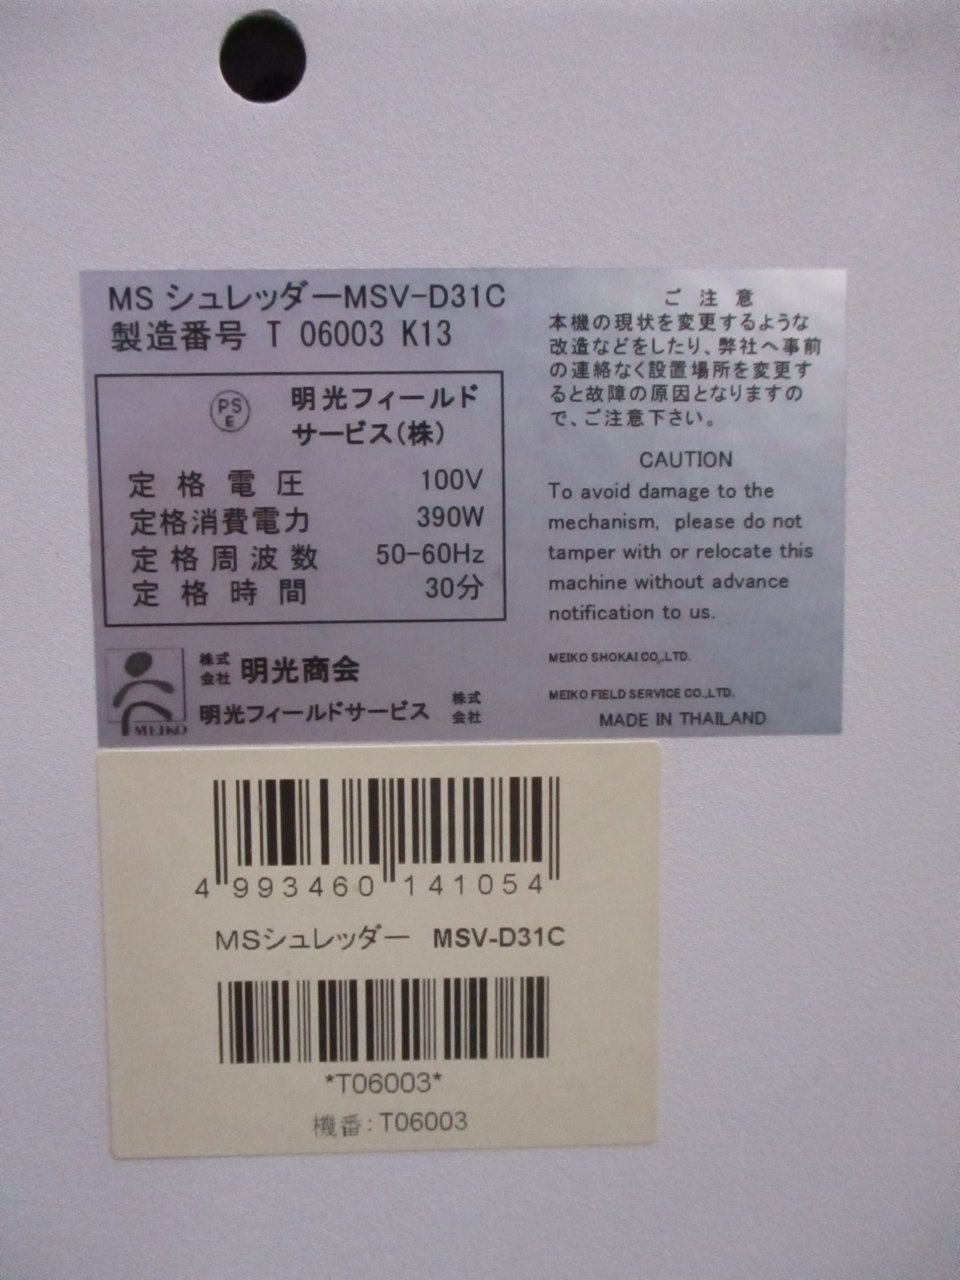 MS シュレッダーMSV-D31C
製造番号 T 06003 K13
PS
E
明光フィールド
サービス(株)
定格電圧 100V
定格消費電力 390W
定格周波数 50-60Hz
定格時間 30分
MEIKO
株式会社 明光商会
明光フィールドサービス 株式会社
ご注意
本機の現状を変更するような
改造などをしたり、弊社へ事前
の連絡なく設置場所を変更す
ると故障の原因となりますの
で、ご注意下さい。
CAUTION
To avoid damage to the
mechanism, please do not
tamper with or relocate this
machine without advance
notification to us.
MEIKO SHOKAI CO.,LTD.
MEIKO FIELD SERVICE CO.,LTD.
MADE IN THAILAND
4 993460 141054
MSシュレッダー MSV-D31C
*T06003*
機番:T06003